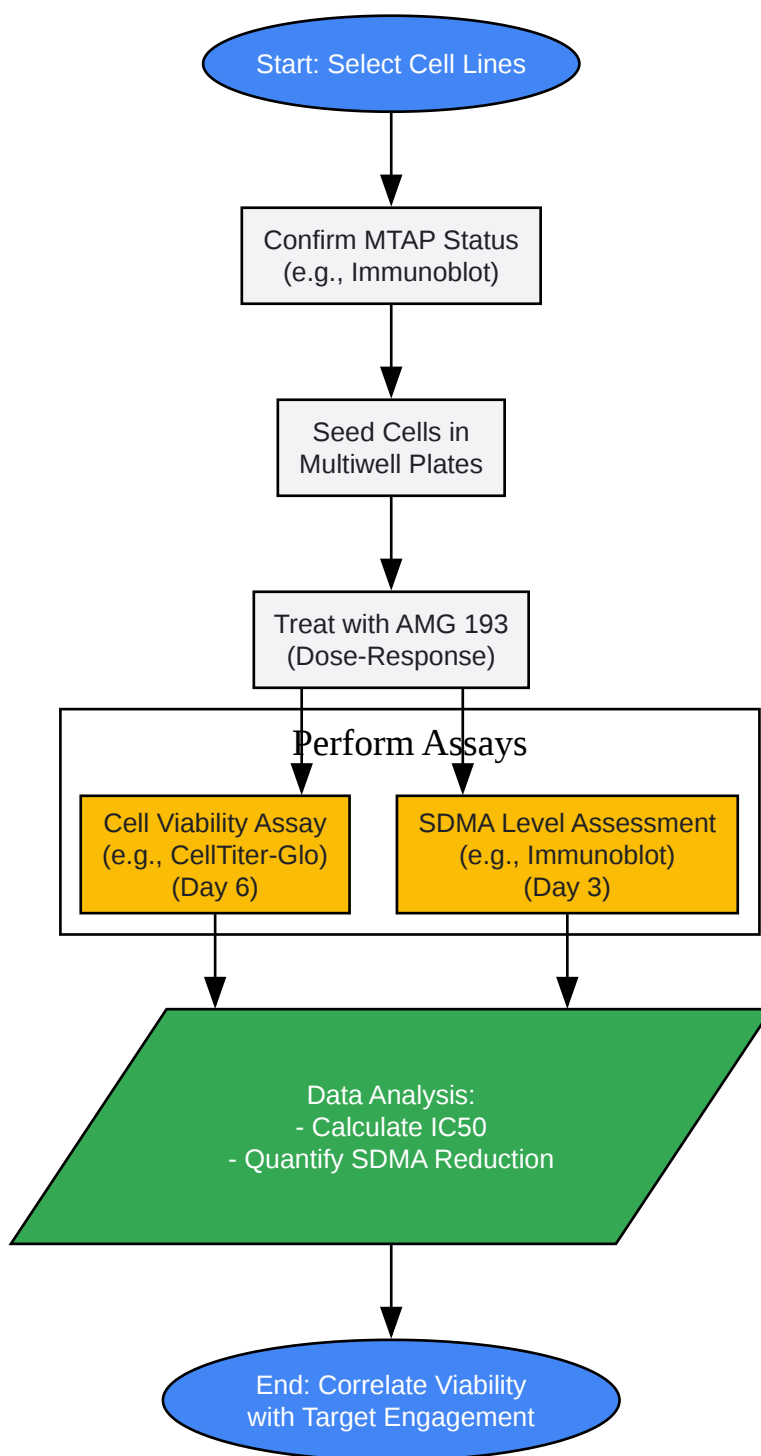 Start: Select Cell Lines
Confirm MTAP Status
(e.g., Immunoblot)
Seed Cells in
Multiwell Plates
Treat with AMG 193
(Dose-Response)
Perform Assays
Cell Viability Assay
(e.g., CellTiter-Glo)
(Day 6)
SDMA Level Assessment
(e.g., Immunoblot)
(Day 3)
Data Analysis:
- Calculate IC50
- Quantify SDMA Reduction
End: Correlate Viability
with Target Engagement